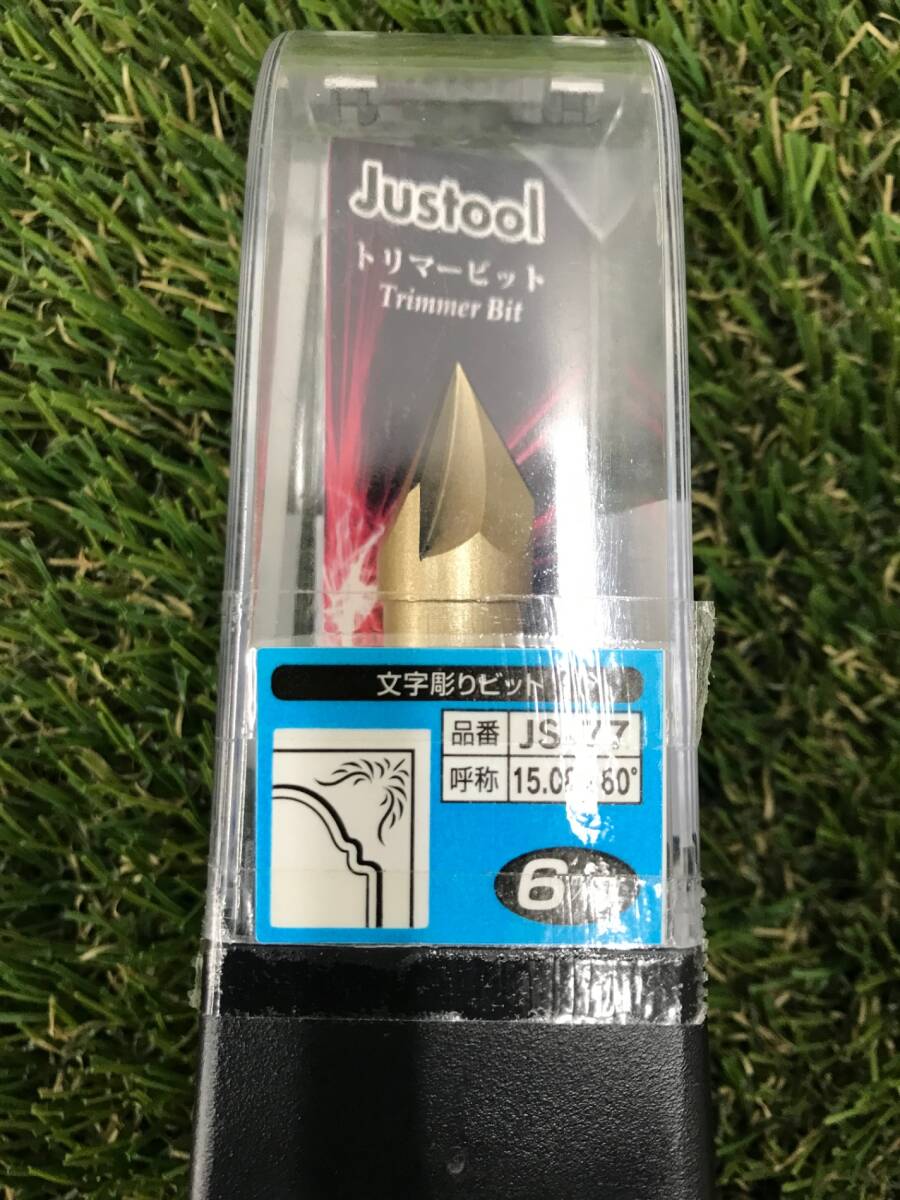 Justool
トリマービット
Trimmer Bit
文字彫りビット
品番
呼称
6